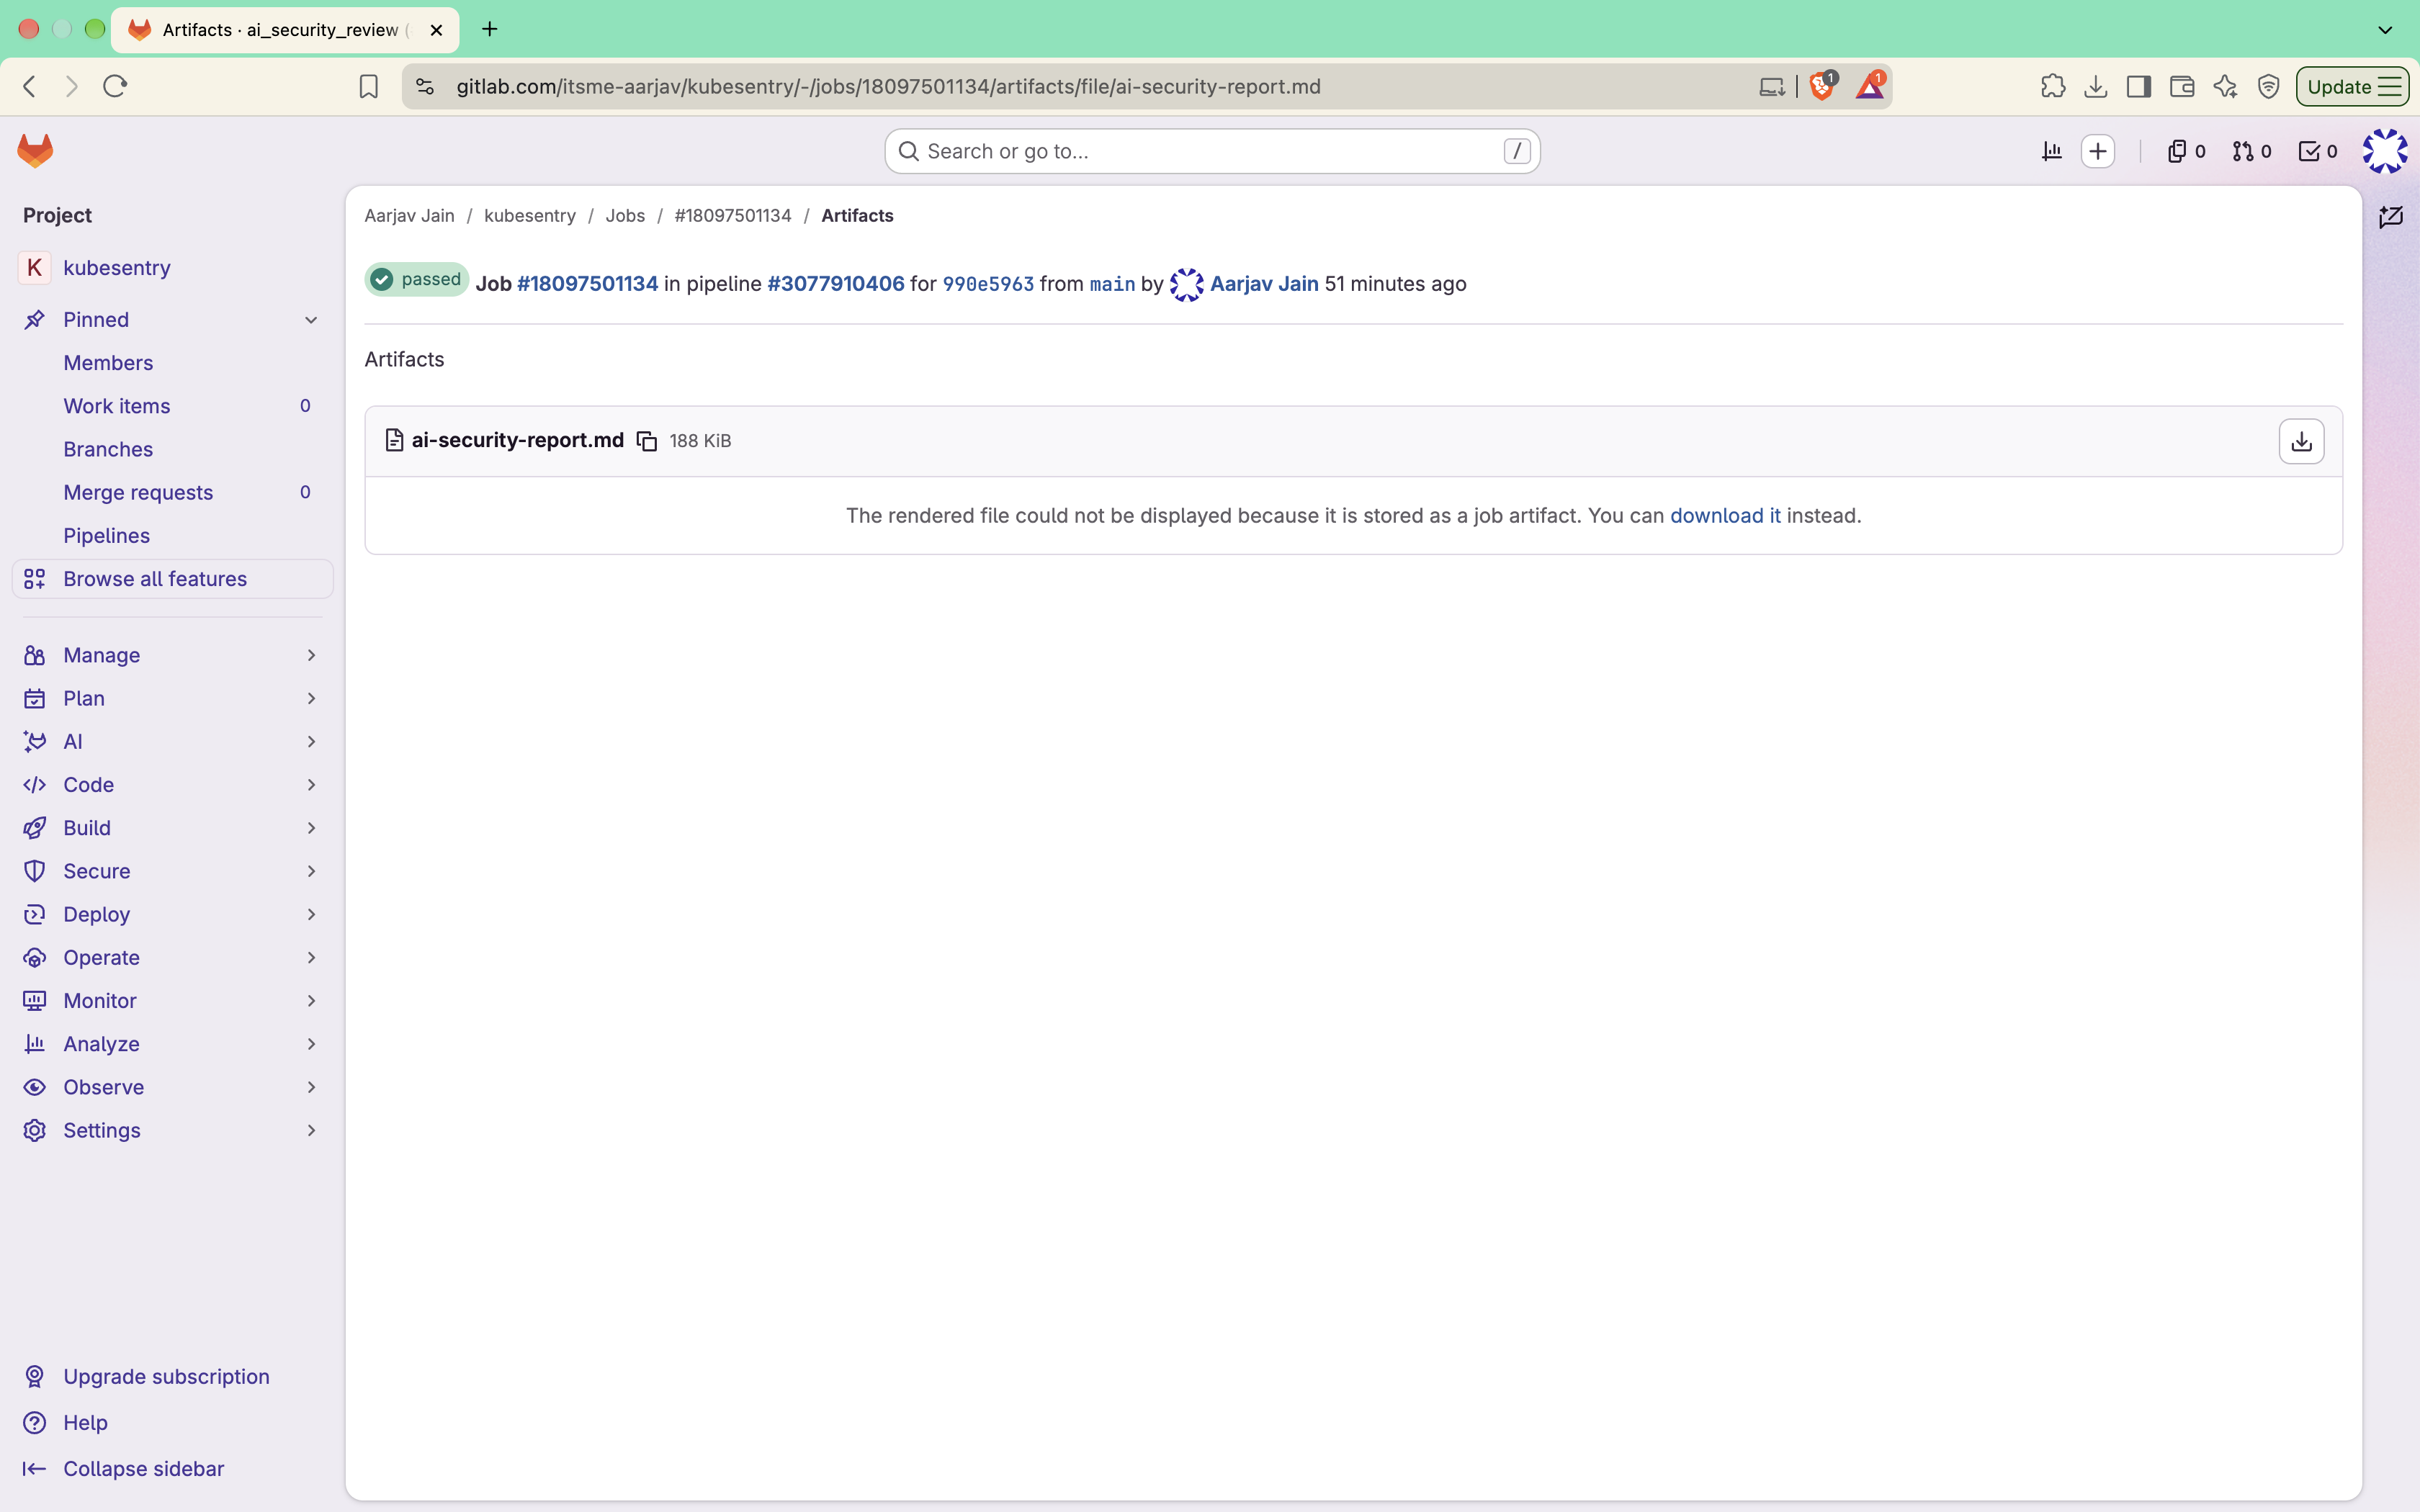 Artifacts · ai_security_review (
gitlab.com/itsme-aarjav/kubesentry/-/jobs/18097501134/artifacts/file/ai-security-report.md
1
1
Update
Search or go to...
/
0
0
0
Project
K kubesentry
Pinned
Members
Work items 0
Branches
Merge requests 0
Pipelines
Browse all features
Manage
Plan
AI
Code
Build
Secure
Deploy
Operate
Monitor
Analyze
Observe
Settings
Upgrade subscription
Help
Collapse sidebar
Aarjav Jain / kubesentry / Jobs / #18097501134 / Artifacts
passed Job #18097501134 in pipeline #3077910406 for 990e5963 from main by Aarjav Jain 51 minutes ago
Artifacts
ai-security-report.md 188 KiB
The rendered file could not be displayed because it is stored as a job artifact. You can download it instead.